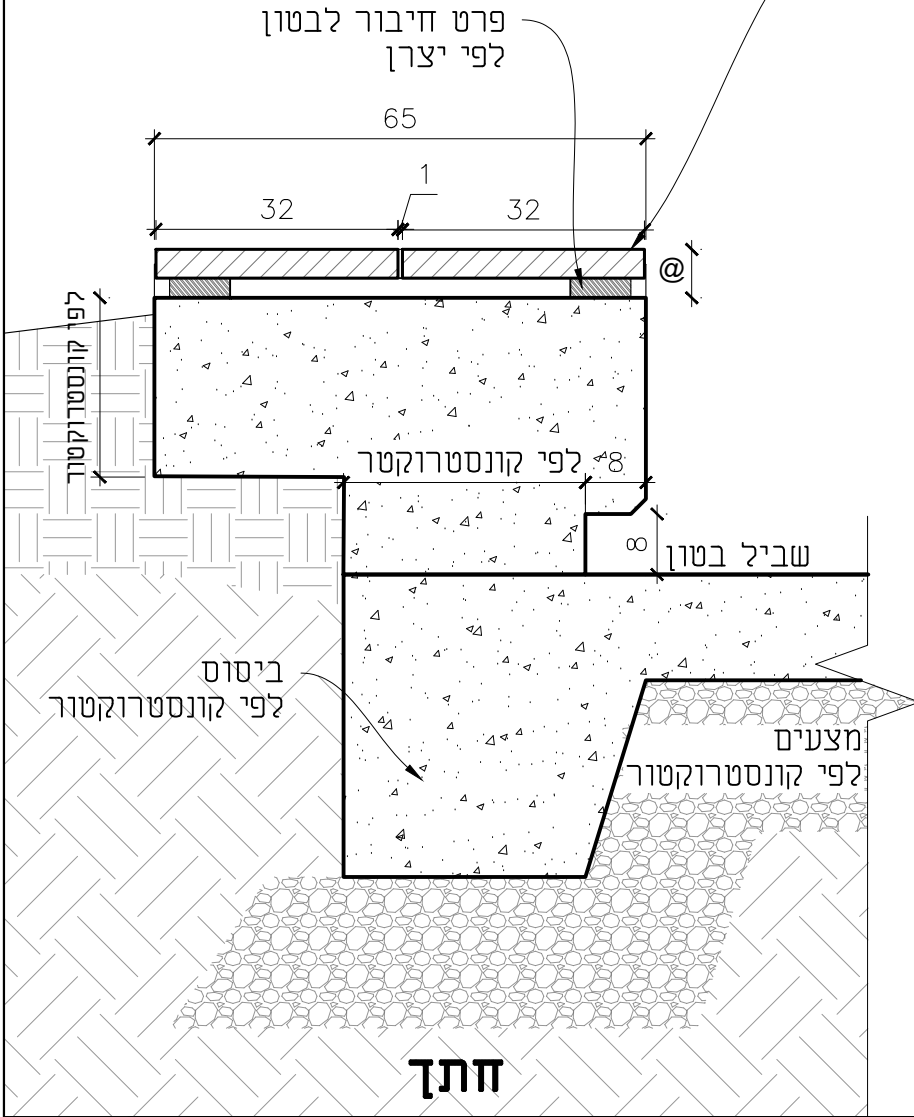 פרט חיבור לבטון
לפי יצרן
65
1
32
32
@
לפי קונסטרוקטור
לפי קונסטרוקטר
8
8
שביל בטון
ביסוס
לפי קונסטרוקטור
מצעים
לפי קונסטרוקטור
חתך